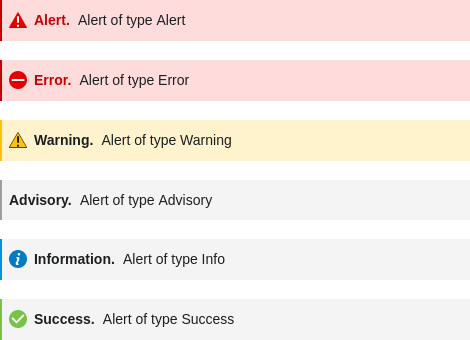 Alert. Alert of type Alert
Error. Alert of type Error
Warning. Alert of type Warning
Advisory. Alert of type Advisory
Information. Alert of type Info
Success. Alert of type Success